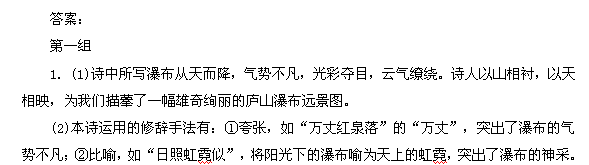 答案：
第一组
1. (1)诗中所写瀑布从天而降，气势不凡，光彩夺目，云气缭绕。诗人以山相衬，以天
相映，为我们描摹了一幅雄奇绚丽的庐山瀑布远景图。
(2)本诗运用的修辞手法有：①夸张，如“万丈红泉落”的“万丈”，突出了瀑布的气
势不凡；②比喻，如“日照虹霓似”，将阳光下的瀑布喻为天上的虹霓，突出了瀑布的神采。